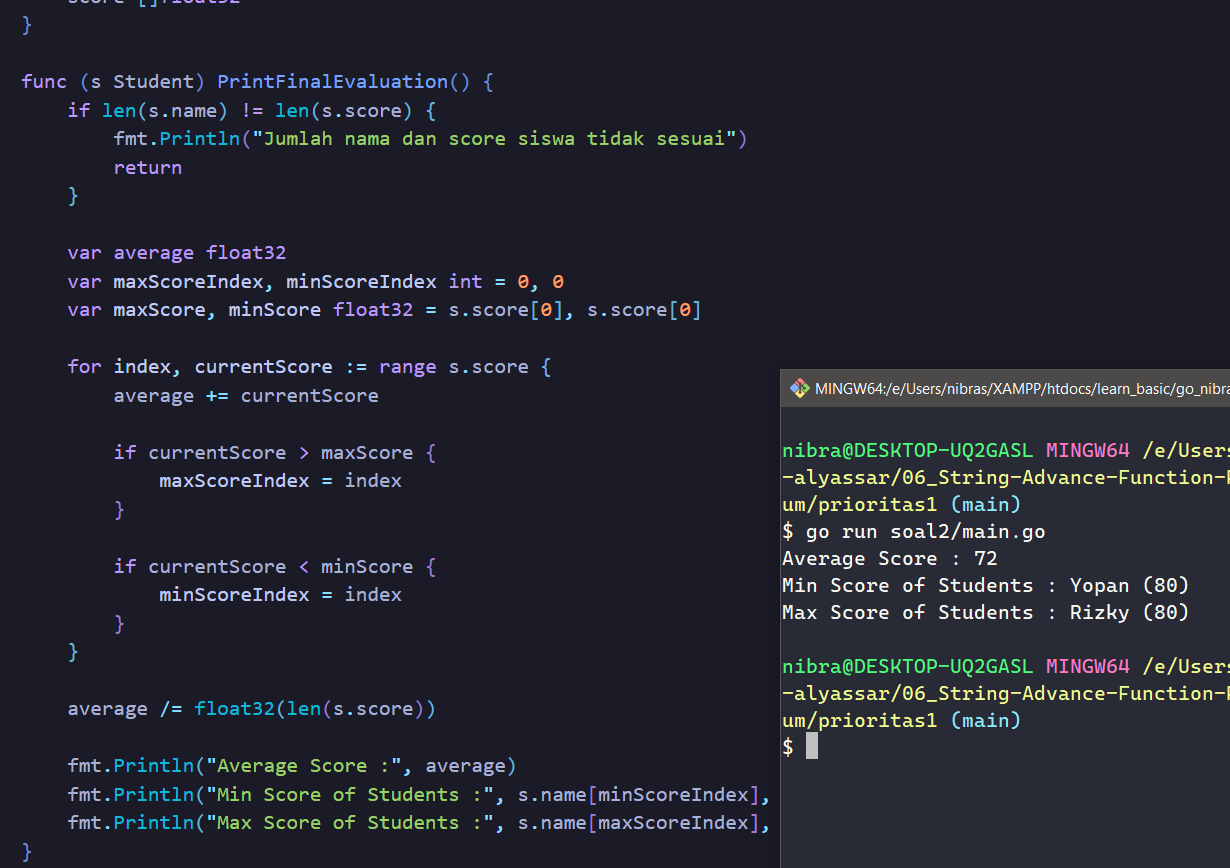 }
func (s Student) PrintFinalEvaluation() {
    if len(s.name) != len(s.score) {
        fmt.Println("Jumlah nama dan score siswa tidak sesuai")
        return
    }
    var average float32
    var maxScoreIndex, minScoreIndex int = 0, 0
    var maxScore, minScore float32 = s.score[0], s.score[0]
    for index, currentScore := range s.score {
        average += currentScore
        if currentScore > maxScore {
            maxScoreIndex = index
        }
        if currentScore < minScore {
            minScoreIndex = index
        }
    }
    average /= float32(len(s.score))
    fmt.Println("Average Score :", average)
    fmt.Println("Min Score of Students :", s.name[minScoreIndex],
    fmt.Println("Max Score of Students :", s.name[maxScoreIndex],
}
MINGW64:/e/Users/nibras/XAMPP/htdocs/learn_basic/go_nibra
nibra@DESKTOP-UQ2GASL MINGW64 /e/Users
-alyassar/06_String-Advance-Function-
um/prioritas1 (main)
$ go run soal2/main.go
Average Score : 72
Min Score of Students : Yopan (80)
Max Score of Students : Rizky (80)
nibra@DESKTOP-UQ2GASL MINGW64 /e/Users
-alyassar/06_String-Advance-Function-
um/prioritas1 (main)
$